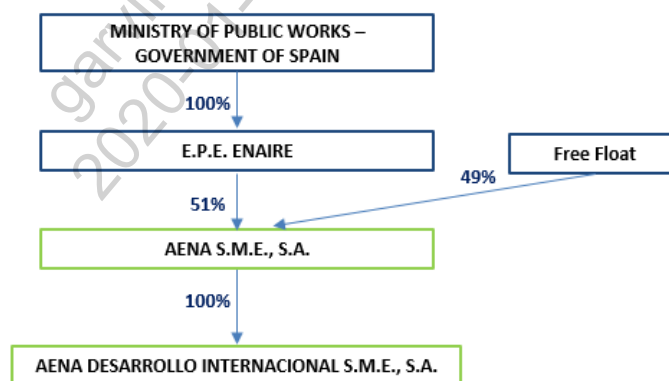 MINISTRY OF PUBLIC WORKS –
GOVERNMENT OF SPAIN
100%
E.P.E. ENAIRE
Free Float
49%
51%
AENA S.M.E., S.A.
100%
AENA DESARROLLO INTERNACIONAL S.M.E., S.A.